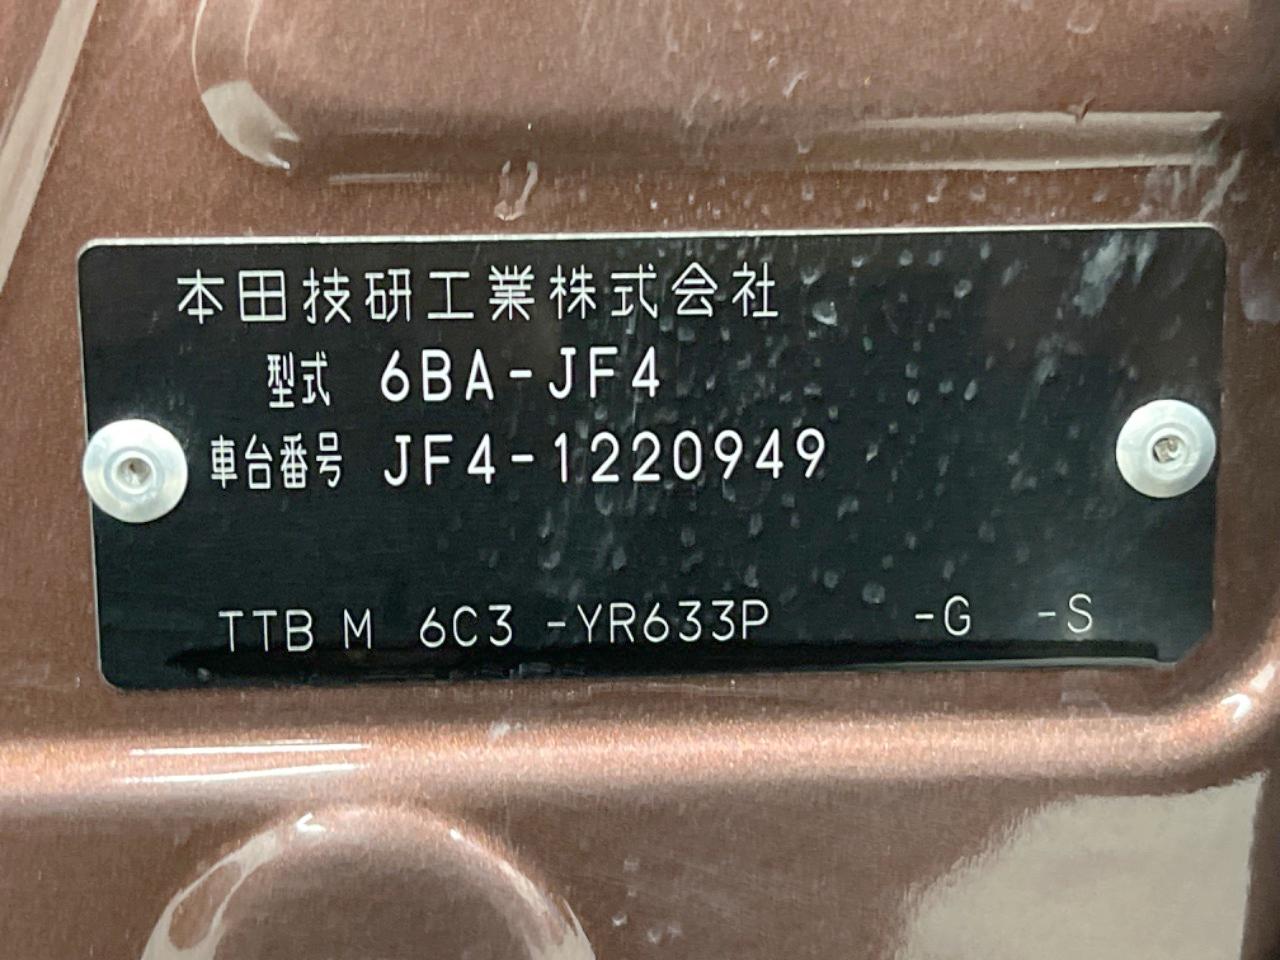 本田技研工業株式会社
型式 6BA-JF4
車台番号 JF4-1220949
TTB M 6C3 -YR633P -G -S